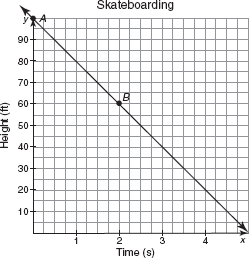 Skateboarding
y A
90
80
70
B
60
50
40
30
20
10
Height (ft)
1 2 3 4 x
Time (s)